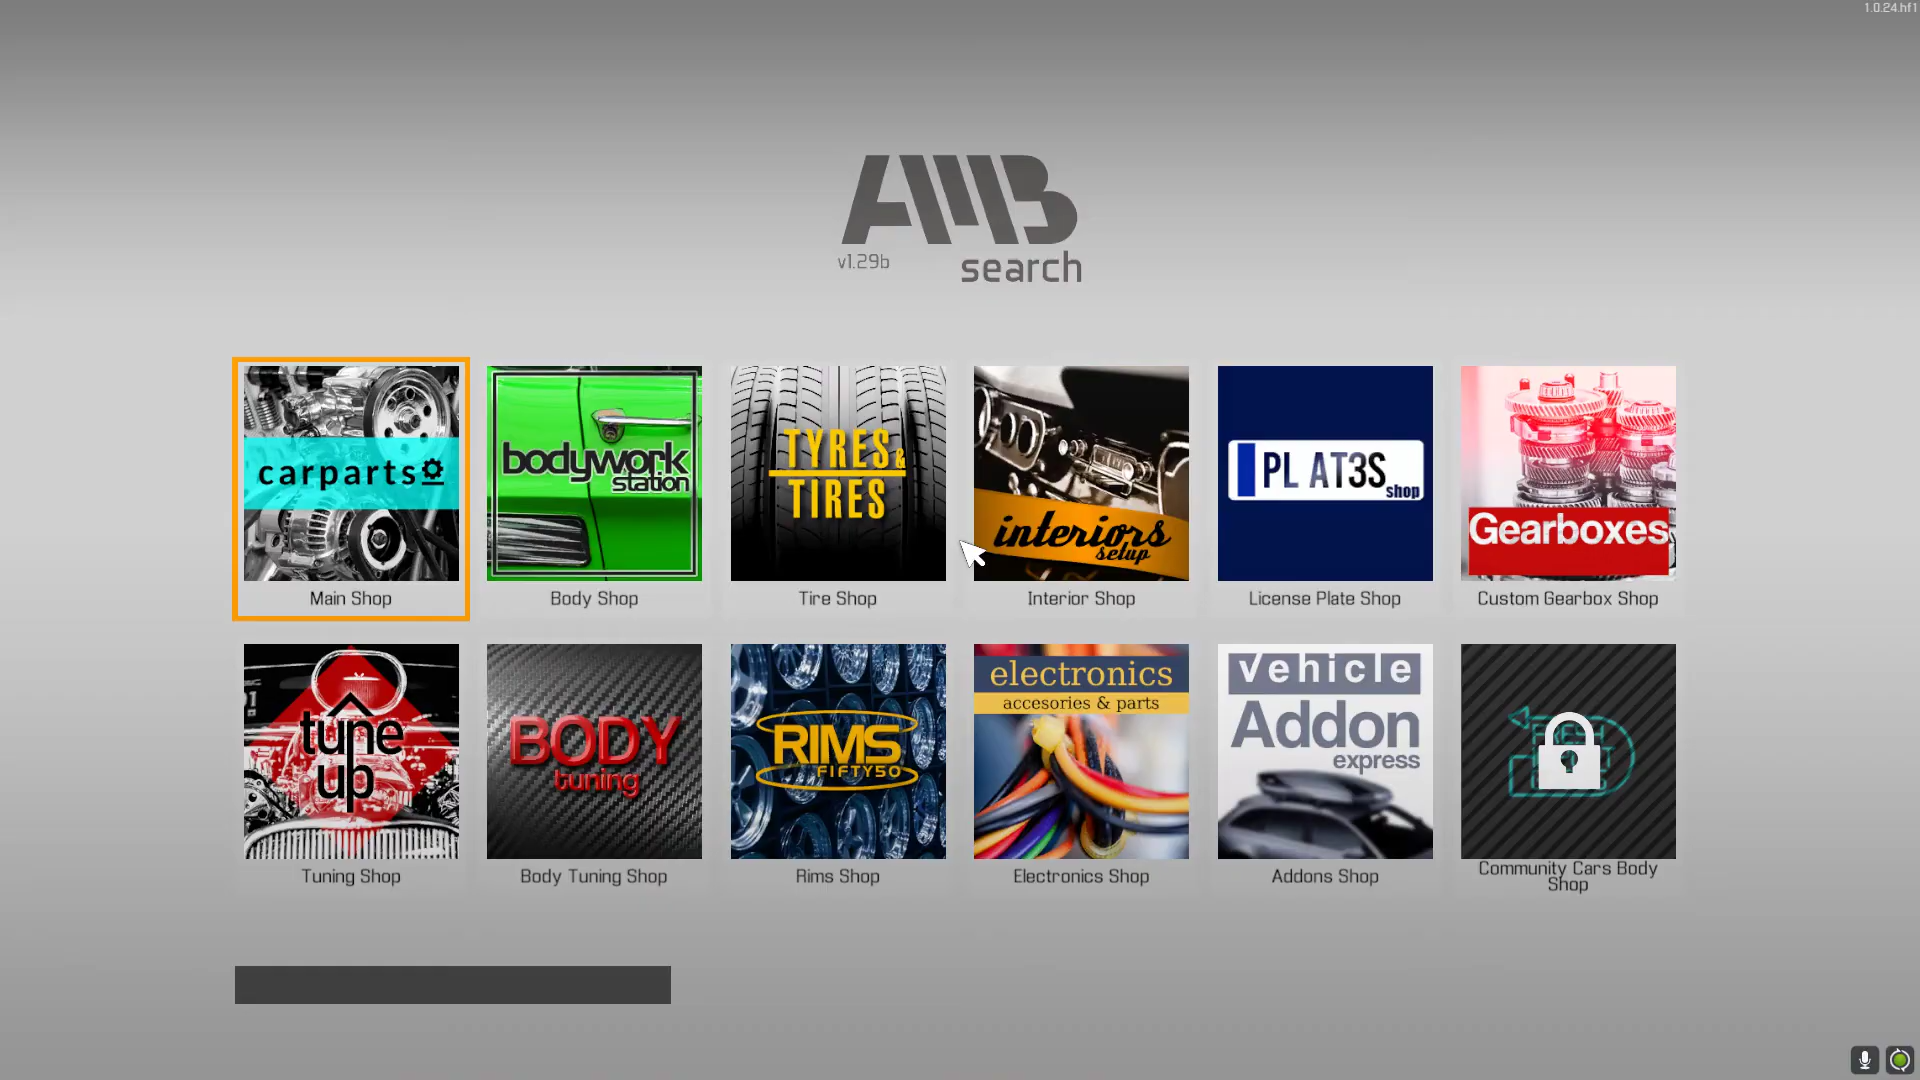 1.0.24.hf1
AMB
v1.29b
search
carparts
Main Shop
bodywork
station
Body Shop
TYRES &
TIRES
Tire Shop
interiors
setup
Interior Shop
PL AT3S
shop
License Plate Shop
Gearboxes
Custom Gearbox Shop
tune
up
Tuning Shop
BODY
tuning
Body Tuning Shop
RIMS
FIFTY50
Rims Shop
electronics
accesories & parts
Electronics Shop
vehicle
Addon
express
Addons Shop
FRESH
Community Cars Body
Shop